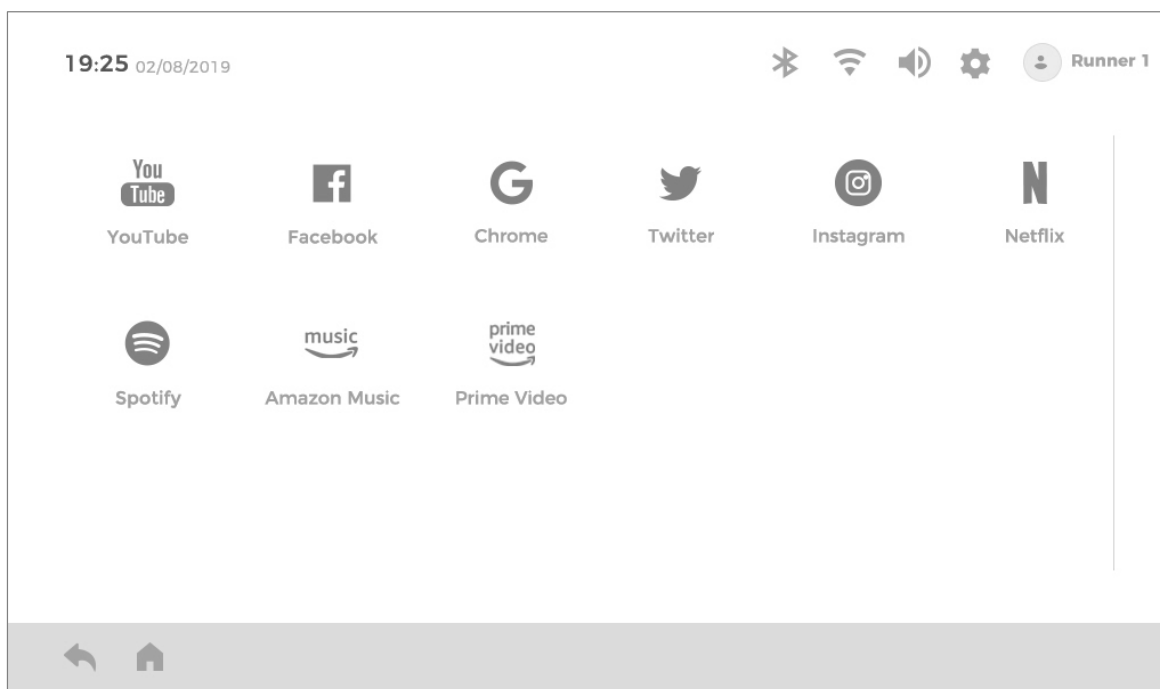 19:25 02/08/2019
Runner 1
You
Tube
YouTube
Facebook
Chrome
Twitter
Instagram
Netflix
music
prime
video
Spotify
Amazon Music
Prime Video